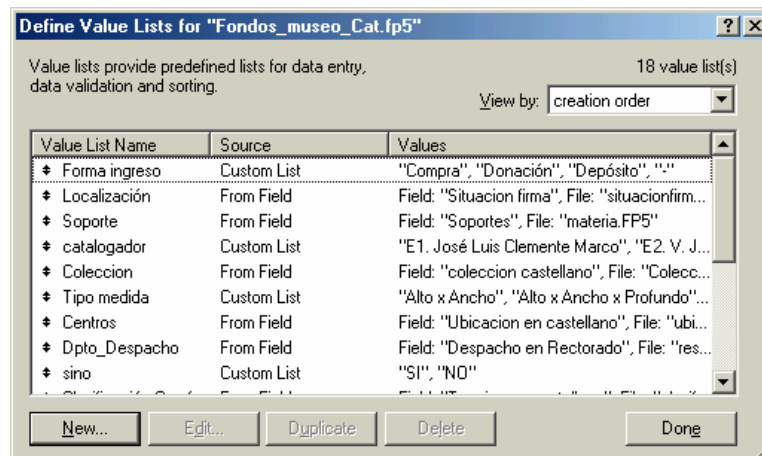 Define Value Lists for "Fondos_museo_Cat.fp5"
Value lists provide predefined lists for data entry,
data validation and sorting.
18 value list(s)
View by: creation order
Value List Name Source Values
Forma ingreso Custom List "Compra", "Donación", "Depósito", "-"
Localización From Field Field: "Situacion firma", File: "situacionfirm...
Soporte From Field Field: "Soportes", File: "materia.FP5"
catalogador Custom List "E1. José Luis Clemente Marco", "E2. V. J...
Coleccion From Field Field: "coleccion castellano", File: "Colecc...
Tipo medida Custom List "Alto x Ancho", "Alto x Ancho x Profundo"...
Centros From Field Field: "Ubicacion en castellano", File: "ubi...
Dpto_Despacho From Field Field: "Despacho en Rectorado", File: "res...
sino Custom List "SI", "NO"
New... Edit... Duplicate Delete Done